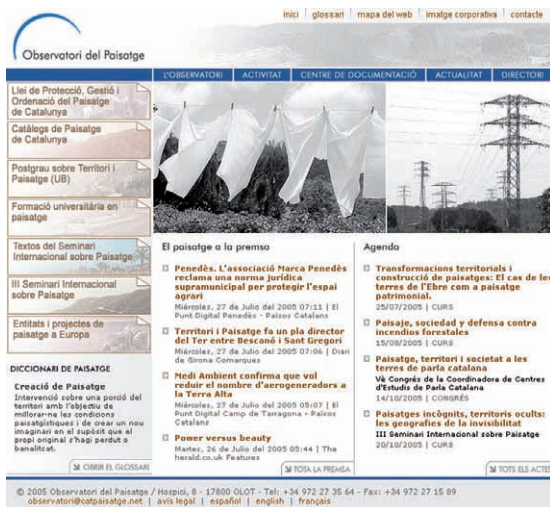 inici | glossari | mapa del web | imatge corporativa | contacte
Observatori del Paisatge
L'OBSERVATORI | ACTIVITAT | CENTRE DE DOCUMENTACIÓ | ACTUALITAT | DIRECTORI
Llei de Protecció, Gestió i
Ordenació del Paisatge
de Catalunya
Catàlegs de Paisatge
de Catalunya
Postgrau sobre Territori i
Paisatge (UB)
Formació universitària en
paisatge
Textos del Seminari
Internacional sobre Paisatge
III Seminari Internacional
sobre Paisatge
Entitats i projectes de
paisatge a Europa
DICCIONARI DE PAISATGE
Creació de Paisatge
Intervenció sobre una porció del
territori amb l'objectiu de
millorar-ne les condicions
paisatgístiques i de crear un nou
imaginari en el supòsit que el
propi original s'hagi perdut o
banalitzat.
OBRIR EL GLOSSARI
El paisatge a la premsa
Penedès. L'associació Marca Penedès
reclama una norma jurídica
supramunicipal per protegir l'espai
agrari
Miércoles, 27 de Julio del 2005 07:11 | El
Punt Digital Penedès - Països Catalans
Territori i Paisatge fa un pla director
del Ter entre Bescanó i Sant Gregori
Miércoles, 27 de Julio del 2005 07:06 | Diari
de Girona Comarques
Medi Ambient confirma que vol
reduir el nombre d'aerogeneradors a
la Terra Alta
Miércoles, 27 de Julio del 2005 05:07 | El
Punt Digital Camp de Tarragona - Països
Catalans
Power versus beauty
Martes, 26 de Julio del 2005 05:44 | The
herald.co.uk Features
TOTA LA PREMSA
Agenda
Transformacions territorials i
construcció de paisatges: El cas de les
terres de l'Ebre com a paisatge
patrimonial.
25/07/2005 | CURS
Paisaje, sociedad y defensa contra
incendios forestales
15/08/2005 | CURS
Paisatge, territori i societat a les
terres de parla catalana
Vè Congrés de la Coordinadora de Centres
d'Estudis de Parla Catalana
14/10/2005 | CONGRÉS
Paisatges incògnits, territoris oculte:
les geografies de la invisibilitat
III Seminari Internacional sobre Paisatge
20/10/2005 | CURS
TOTS ELS ACTES
© 2005 Observatori del Paisatge / Hospici, 8 - 17800 OLOT - Tel: +34 972 27 35 64 - Fax: +34 972 27 15 89
observatori@catpaisatge.net | avís legal | español | english | français